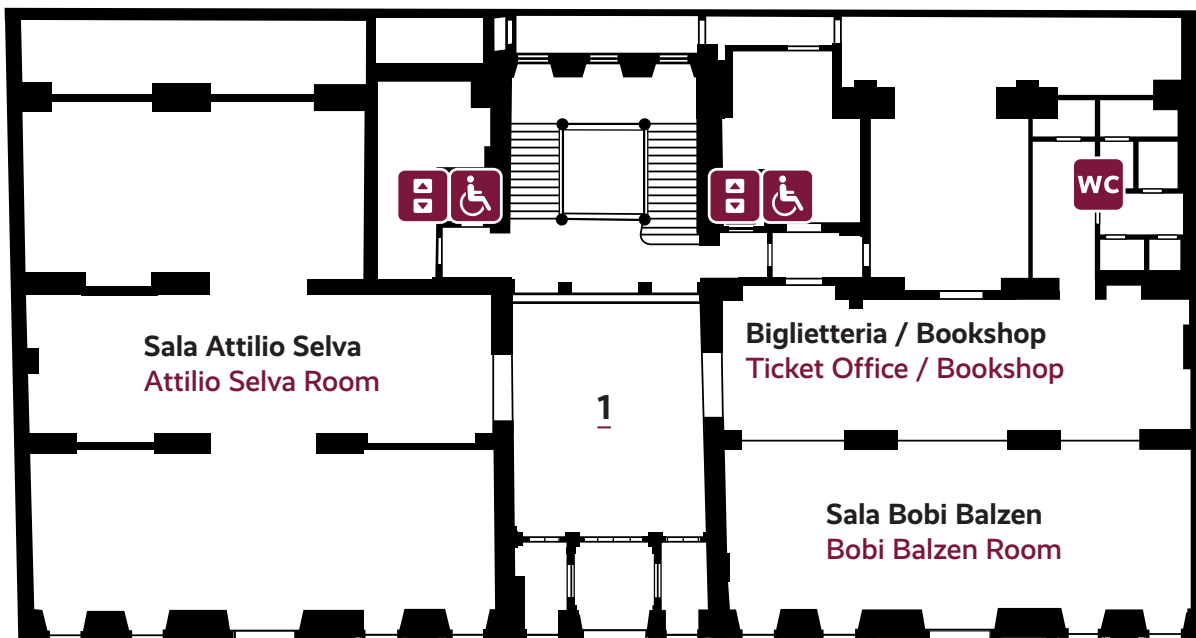 WC
Sala Attilio Selva
Attilio Selva Room
Biglietteria / Bookshop
Ticket Office / Bookshop
1
Sala Bobi Balzen
Bobi Balzen Room